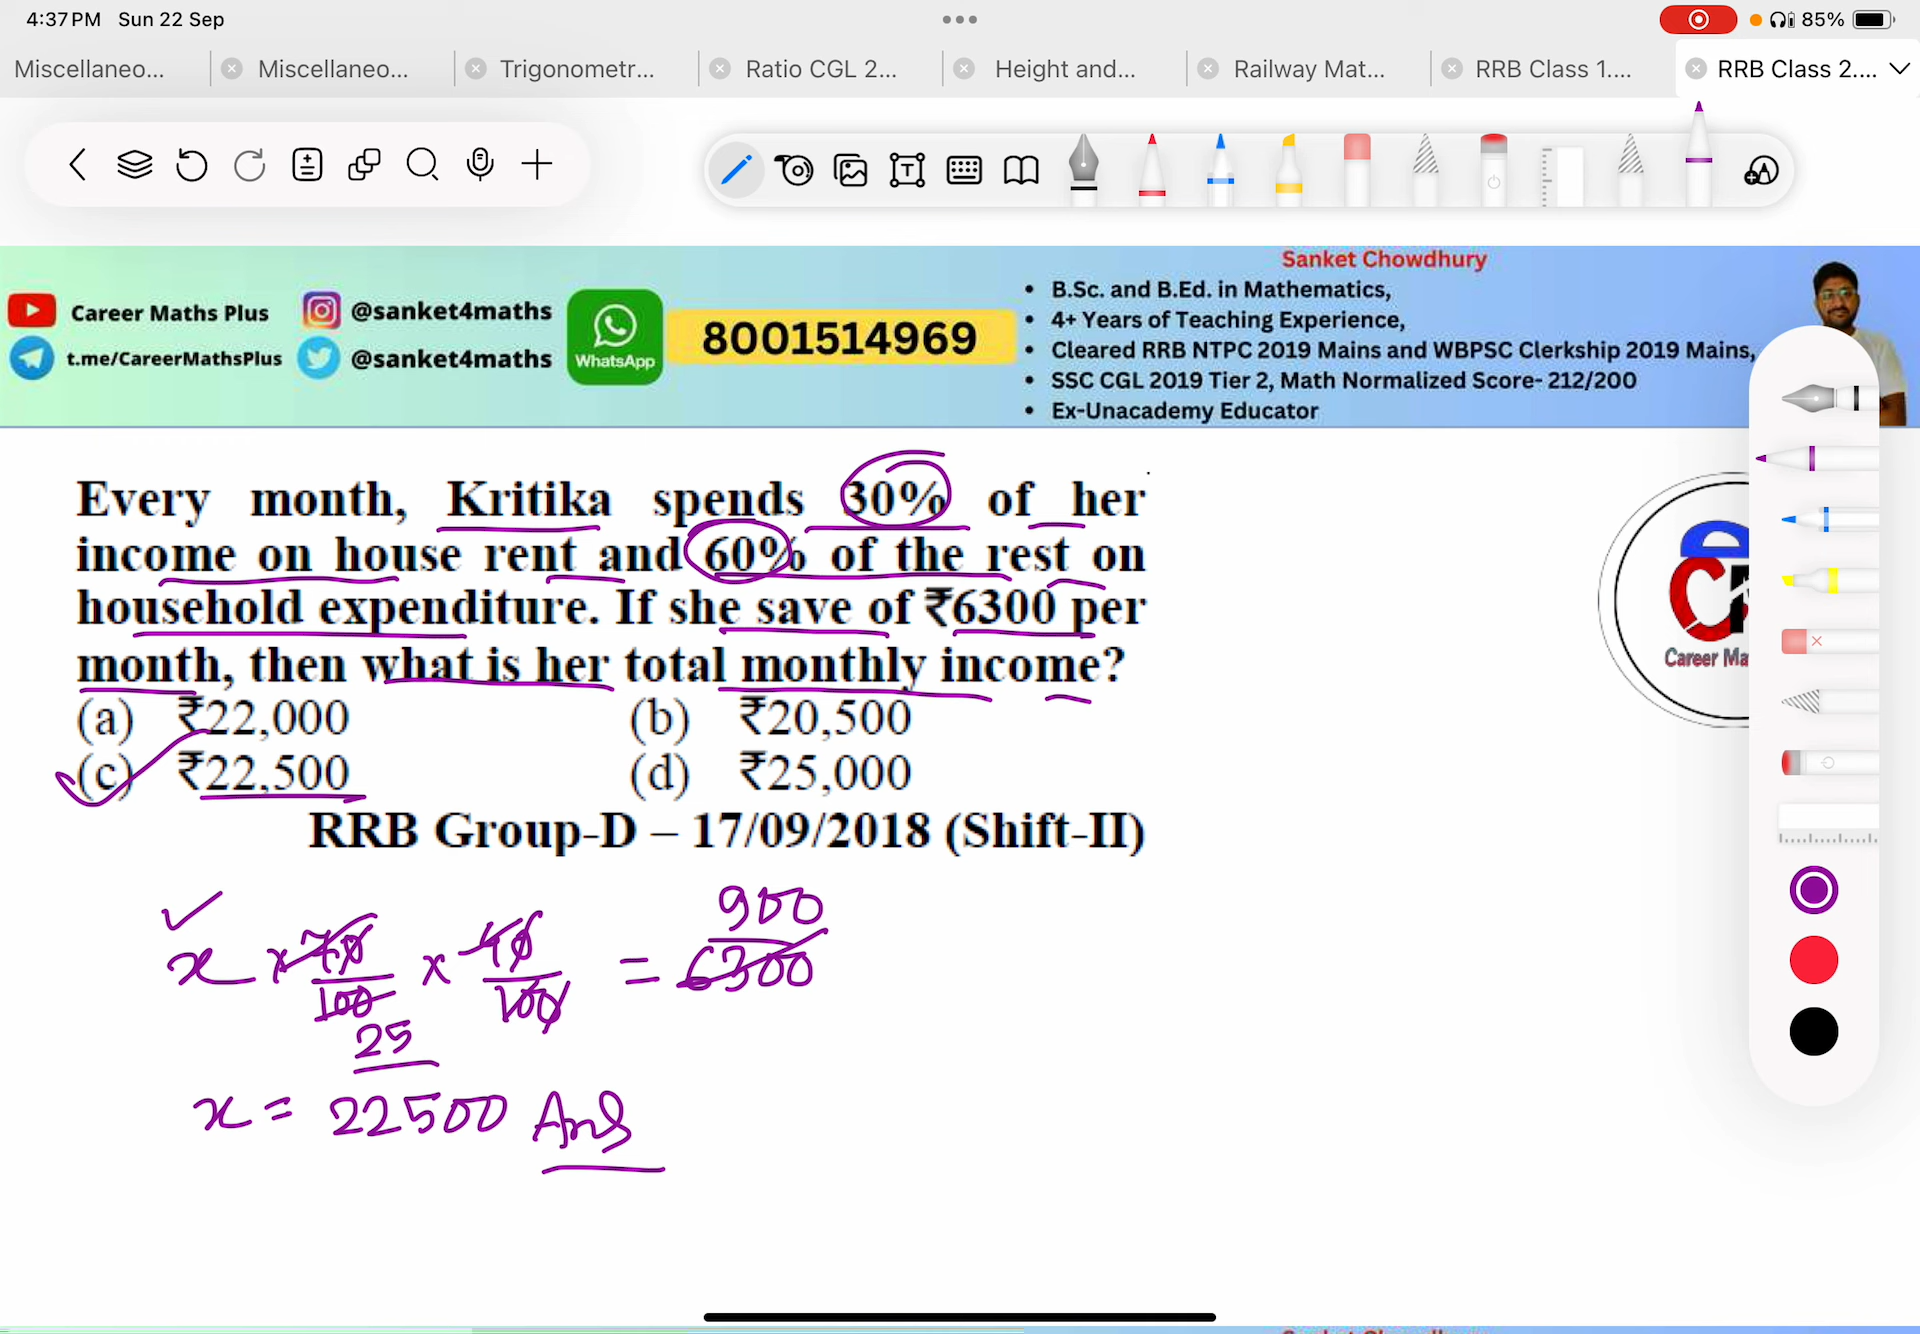 4:37 PM Sun 22 Sep
85%
Miscellaneo... Miscellaneo... Trigonometr... Ratio CGL 2... Height and... Railway Mat... RRB Class 1.... RRB Class 2....
Sanket Chowdhury
Career Maths Plus @sanket4maths
t.me/CareerMathsPlus @sanket4maths
WhatsApp
8001514969
• B.Sc. and B.Ed. in Mathematics,
• 4+ Years of Teaching Experience,
• Cleared RRB NTPC 2019 Mains and WBPSC Clerkship 2019 Mains,
• SSC CGL 2019 Tier 2, Math Normalized Score- 212/200
• Ex-Unacademy Educator
Every month, Kritika spends 30% of her
income on house rent and 60% of the rest on
household expenditure. If she save of ₹6300 per
month, then what is her total monthly income?
(a) ₹22,000 (b) ₹20,500
(c) ₹22,500 (d) ₹25,000
RRB Group-D – 17/09/2018 (Shift-II)
Career Ma
900
x × 70/100 × 40/100 = 6300
25
x = 22500 Ans